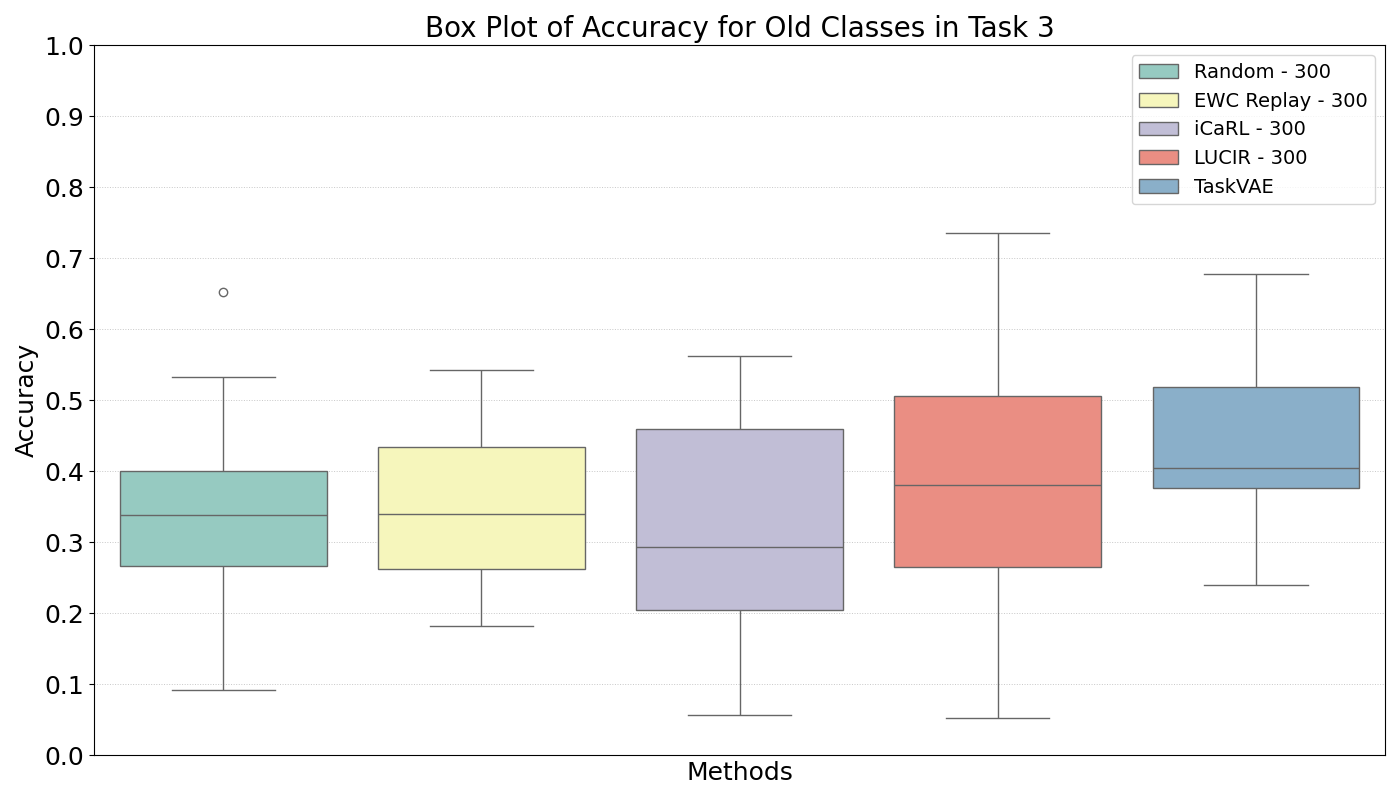 Box Plot of Accuracy for Old Classes in Task 3
1.0
0.9
0.8
0.7
0.6
0.5
0.4
0.3
0.2
0.1
0.0
Accuracy
Methods
Random - 300
EWC Replay - 300
iCaRL - 300
LUCIR - 300
TaskVAE